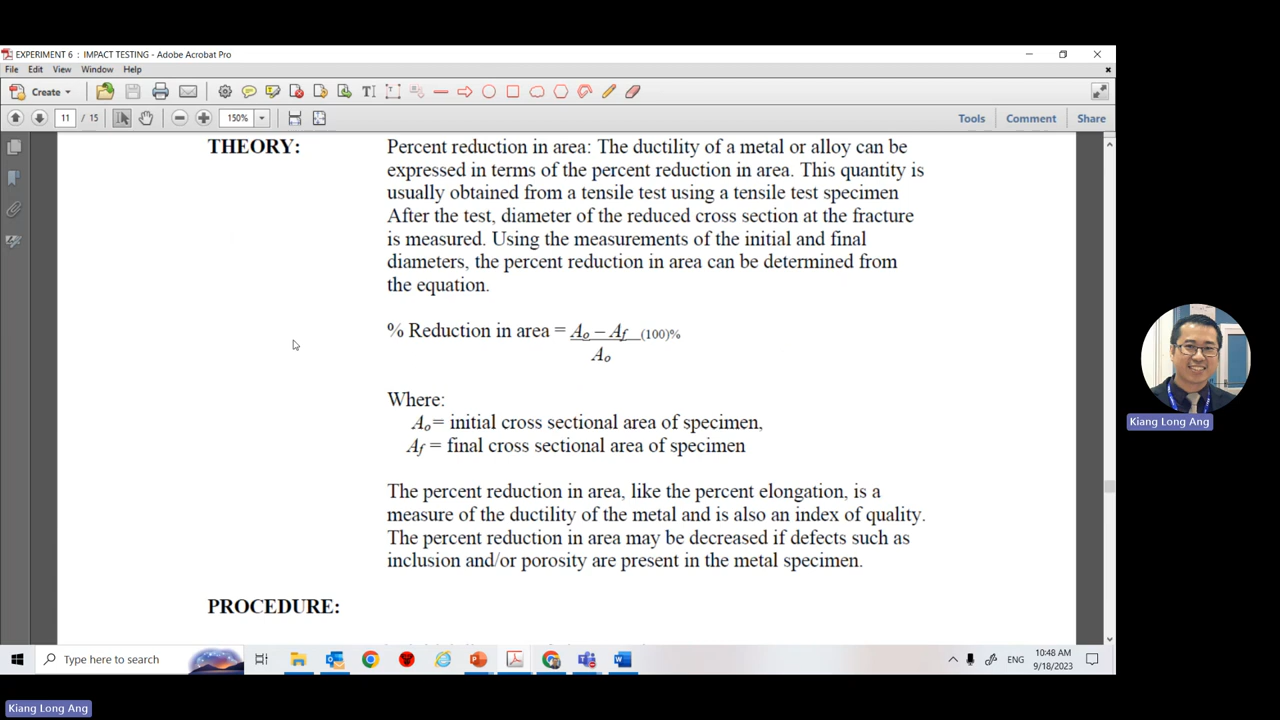 EXPERIMENT 6 : IMPACT TESTING - Adobe Acrobat Pro
File Edit View Window Help
Create
11 / 15
150%
Tools Comment Share
THEORY:
Percent reduction in area: The ductility of a metal or alloy can be
expressed in terms of the percent reduction in area. This quantity is
usually obtained from a tensile test using a tensile test specimen
After the test, diameter of the reduced cross section at the fracture
is measured. Using the measurements of the initial and final
diameters, the percent reduction in area can be determined from
the equation.
% Reduction in area = Ao – Af (100)%
Ao
Where:
Ao= initial cross sectional area of specimen,
Af = final cross sectional area of specimen
The percent reduction in area, like the percent elongation, is a
measure of the ductility of the metal and is also an index of quality.
The percent reduction in area may be decreased if defects such as
inclusion and/or porosity are present in the metal specimen.
PROCEDURE:
Kiang Long Ang
Type here to search
ENG
10:48 AM
9/18/2023
Kiang Long Ang